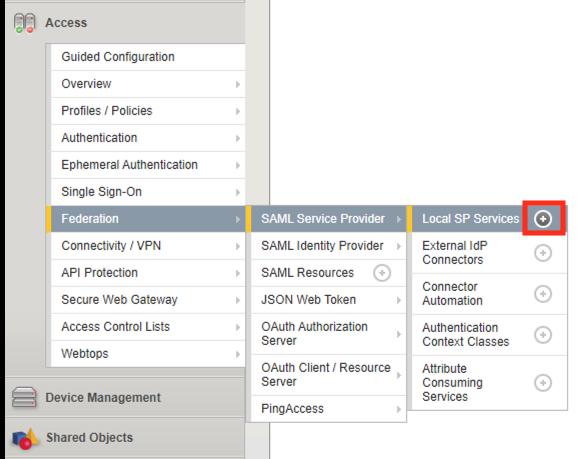 Access
Guided Configuration
Overview
Profiles / Policies
Authentication
Ephemeral Authentication
Single Sign-On
Federation
Connectivity / VPN
API Protection
Secure Web Gateway
Access Control Lists
Webtops
Device Management
Shared Objects
SAML Service Provider
SAML Identity Provider
SAML Resources
JSON Web Token
OAuth Authorization
Server
OAuth Client / Resource
Server
PingAccess
Local SP Services
External IdP
Connectors
Connector
Automation
Authentication
Context Classes
Attribute
Consuming
Services